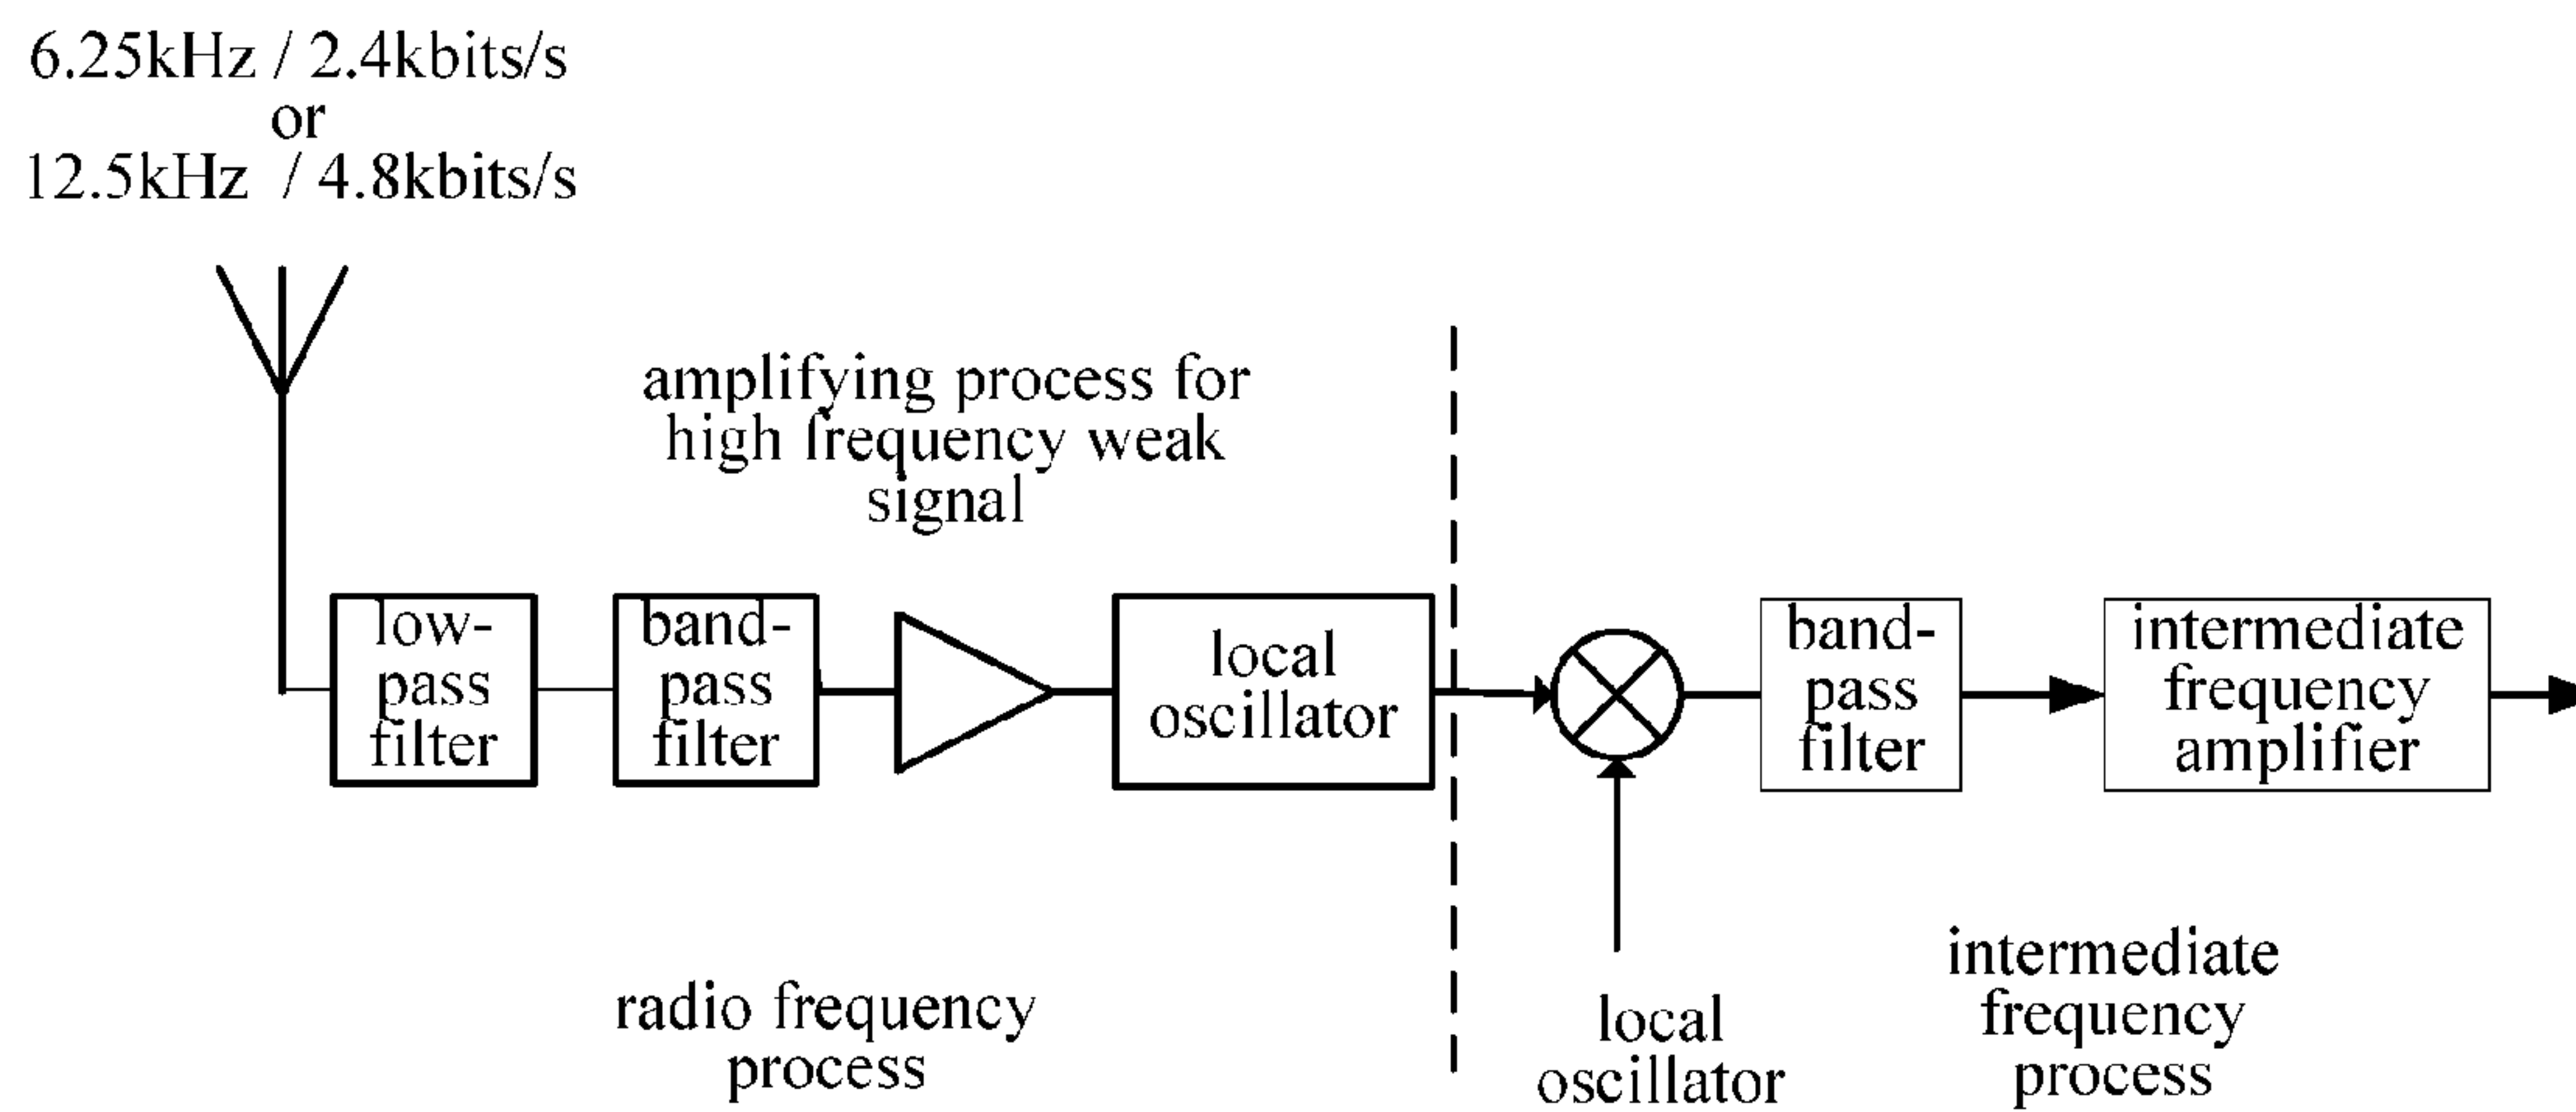 6.25kHz / 2.4kbits/s
or
12.5kHz / 4.8kbits/s
amplifying process for
high frequency weak
signal
low-
pass
filter
band-
pass
filter
local
oscillator
band-
pass
filter
intermediate
frequency
amplifier
radio frequency
process
local
oscillator
intermediate
frequency
process